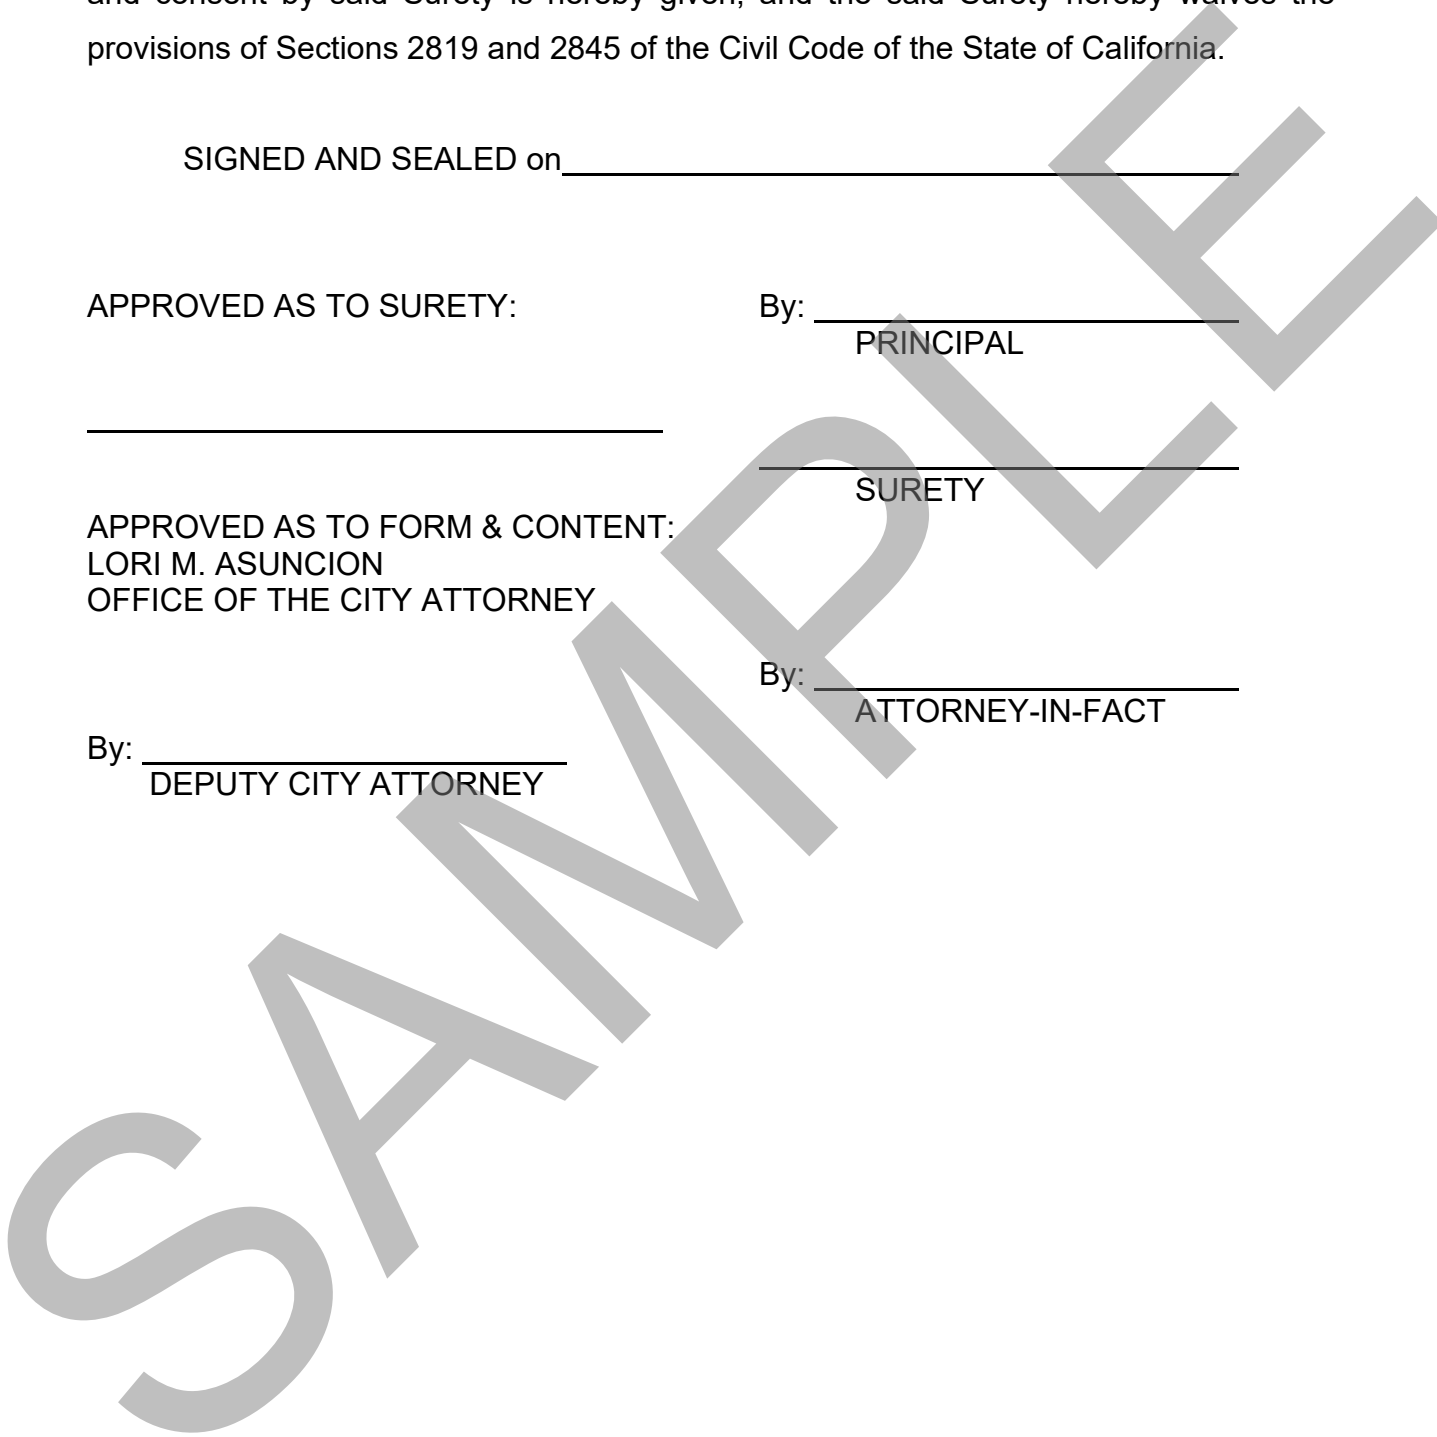 and consent by said Surety is hereby given, and the said Surety hereby waives the
provisions of Sections 2819 and 2845 of the Civil Code of the State of California.
SIGNED AND SEALED on
APPROVED AS TO SURETY:
By:
PRINCIPAL
SURETY
APPROVED AS TO FORM & CONTENT:
LORI M. ASUNCION
OFFICE OF THE CITY ATTORNEY
By:
ATTORNEY-IN-FACT
By:
DEPUTY CITY ATTORNEY
SAMPLE